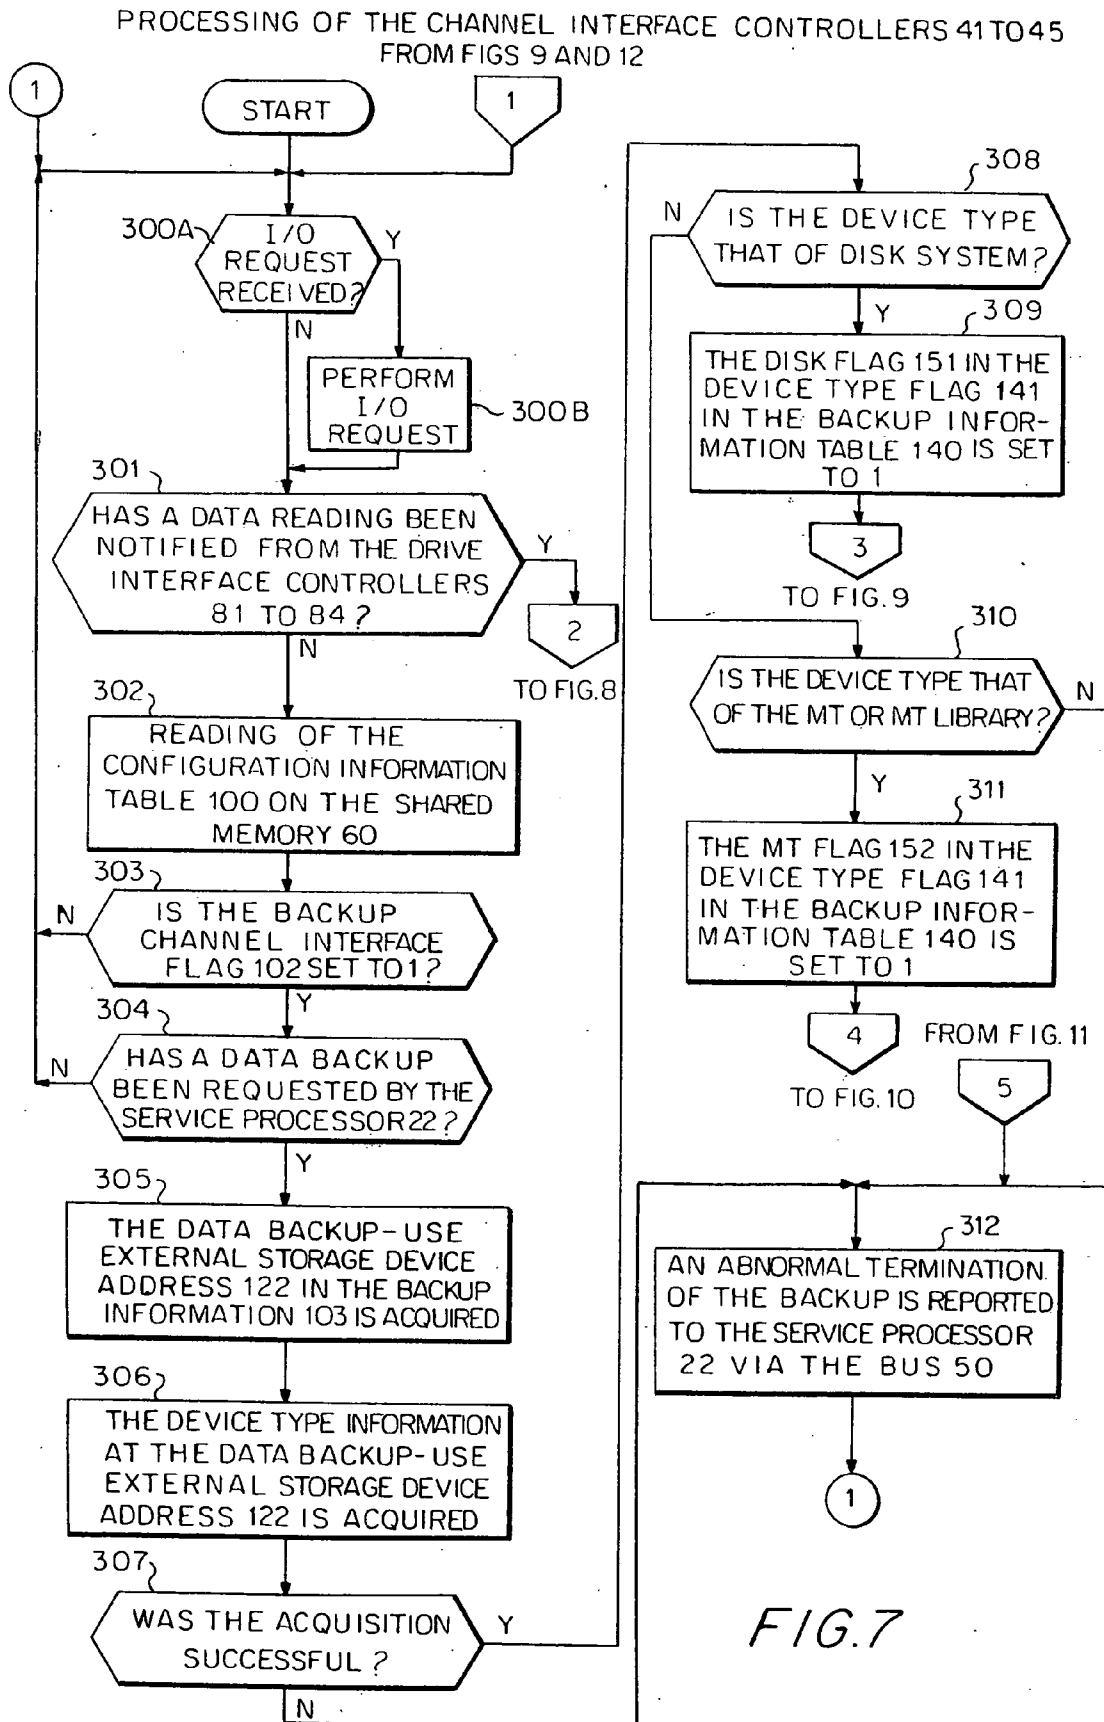 PROCESSING OF THE CHANNEL INTERFACE CONTROLLERS 41 TO 45
FROM FIGS 9 AND 12
1
START
1
300A
I/O
REQUEST
RECEIVED?
Y
N
PERFORM
I/O
REQUEST
300B
301
HAS A DATA READING BEEN
NOTIFIED FROM THE DRIVE
INTERFACE CONTROLLERS
81 TO 84?
Y
N
2
TO FIG.8
302
READING OF THE
CONFIGURATION INFORMATION
TABLE 100 ON THE SHARED
MEMORY 60
303
IS THE BACKUP
CHANNEL INTERFACE
FLAG 102 SET TO 1?
N
Y
304
HAS A DATA BACKUP
BEEN REQUESTED BY THE
SERVICE PROCESSOR 22?
N
Y
305
THE DATA BACKUP-USE
EXTERNAL STORAGE DEVICE
ADDRESS 122 IN THE BACKUP
INFORMATION 103 IS ACQUIRED
306
THE DEVICE TYPE INFORMATION
AT THE DATA BACKUP-USE
EXTERNAL STORAGE DEVICE
ADDRESS 122 IS ACQUIRED
307
WAS THE ACQUISITION
SUCCESSFUL?
Y
N
308
N
IS THE DEVICE TYPE
THAT OF DISK SYSTEM?
Y
309
THE DISK FLAG 151 IN THE
DEVICE TYPE FLAG 141
IN THE BACKUP INFOR-
MATION TABLE 140 IS SET
TO 1
3
TO FIG.9
310
IS THE DEVICE TYPE THAT
OF THE MT OR MT LIBRARY?
N
Y
311
THE MT FLAG 152 IN THE
DEVICE TYPE FLAG 141
IN THE BACKUP INFOR-
MATION TABLE 140 IS
SET TO 1
4
TO FIG.10
FROM FIG.11
5
312
AN ABNORMAL TERMINATION
OF THE BACKUP IS REPORTED
TO THE SERVICE PROCESSOR
22 VIA THE BUS 50
1
FIG.7